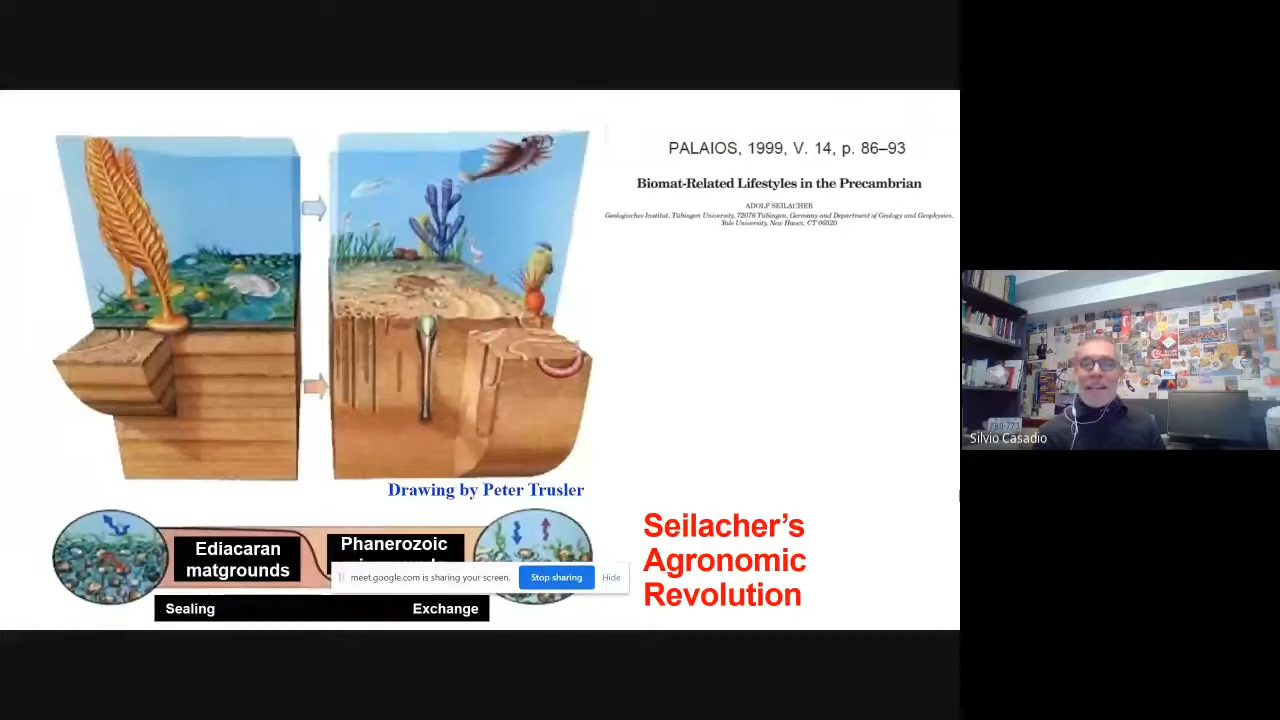 PALAIOS, 1999, V. 14, p. 86–93
Biomat-Related Lifestyles in the Precambrian
ADOLF SEILACHER
Geologisches Institut, Tübingen University, 72076 Tübingen, Germany and Department of Geology and Geophysics,
Yale University, New Haven, CT 06520
Drawing by Peter Trusler
Ediacaran
matgrounds
Phanerozoic
meet.google.com is sharing your screen.
Stop sharing
Hide
Sealing
Exchange
Seilacher’s
Agronomic
Revolution
Silvio Casadio